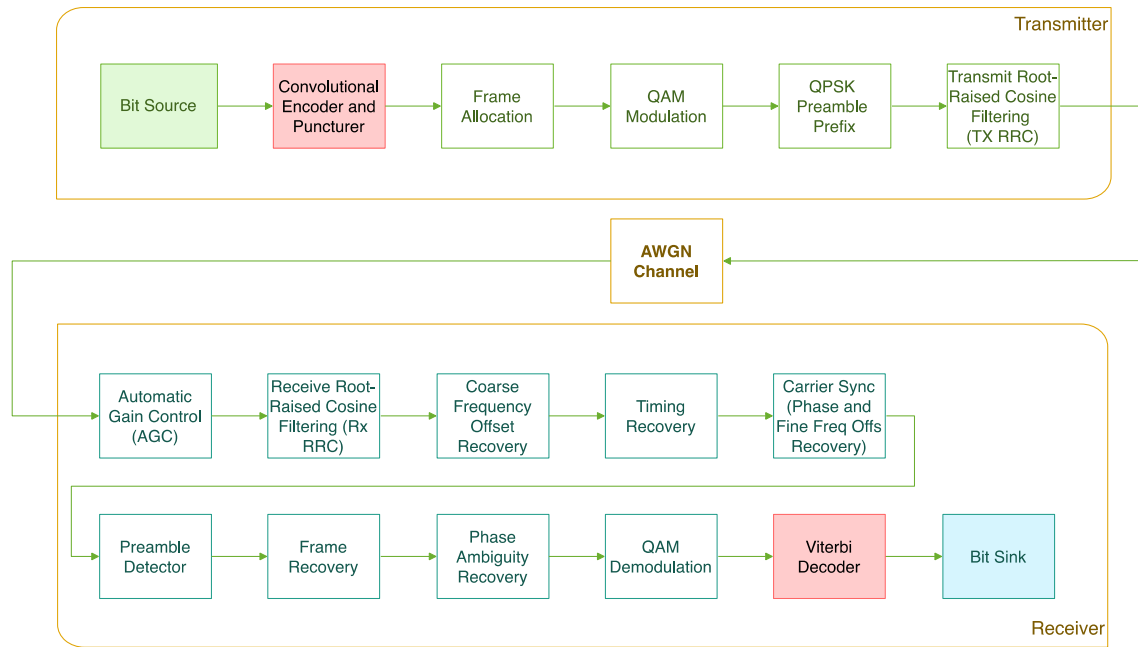 Transmitter
Bit Source
Convolutional
Encoder and
Puncturer
Frame
Allocation
QAM
Modulation
QPSK
Preamble
Prefix
Transmit Root-
Raised Cosine
Filtering
(TX RRC)
AWGN
Channel
Automatic
Gain Control
(AGC)
Receive Root-
Raised Cosine
Filtering (Rx
RRC)
Coarse
Frequency
Offset
Recovery
Timing
Recovery
Carrier Sync
(Phase and
Fine Freq Offs
Recovery)
Preamble
Detector
Frame
Recovery
Phase
Ambiguity
Recovery
QAM
Demodulation
Viterbi
Decoder
Bit Sink
Receiver